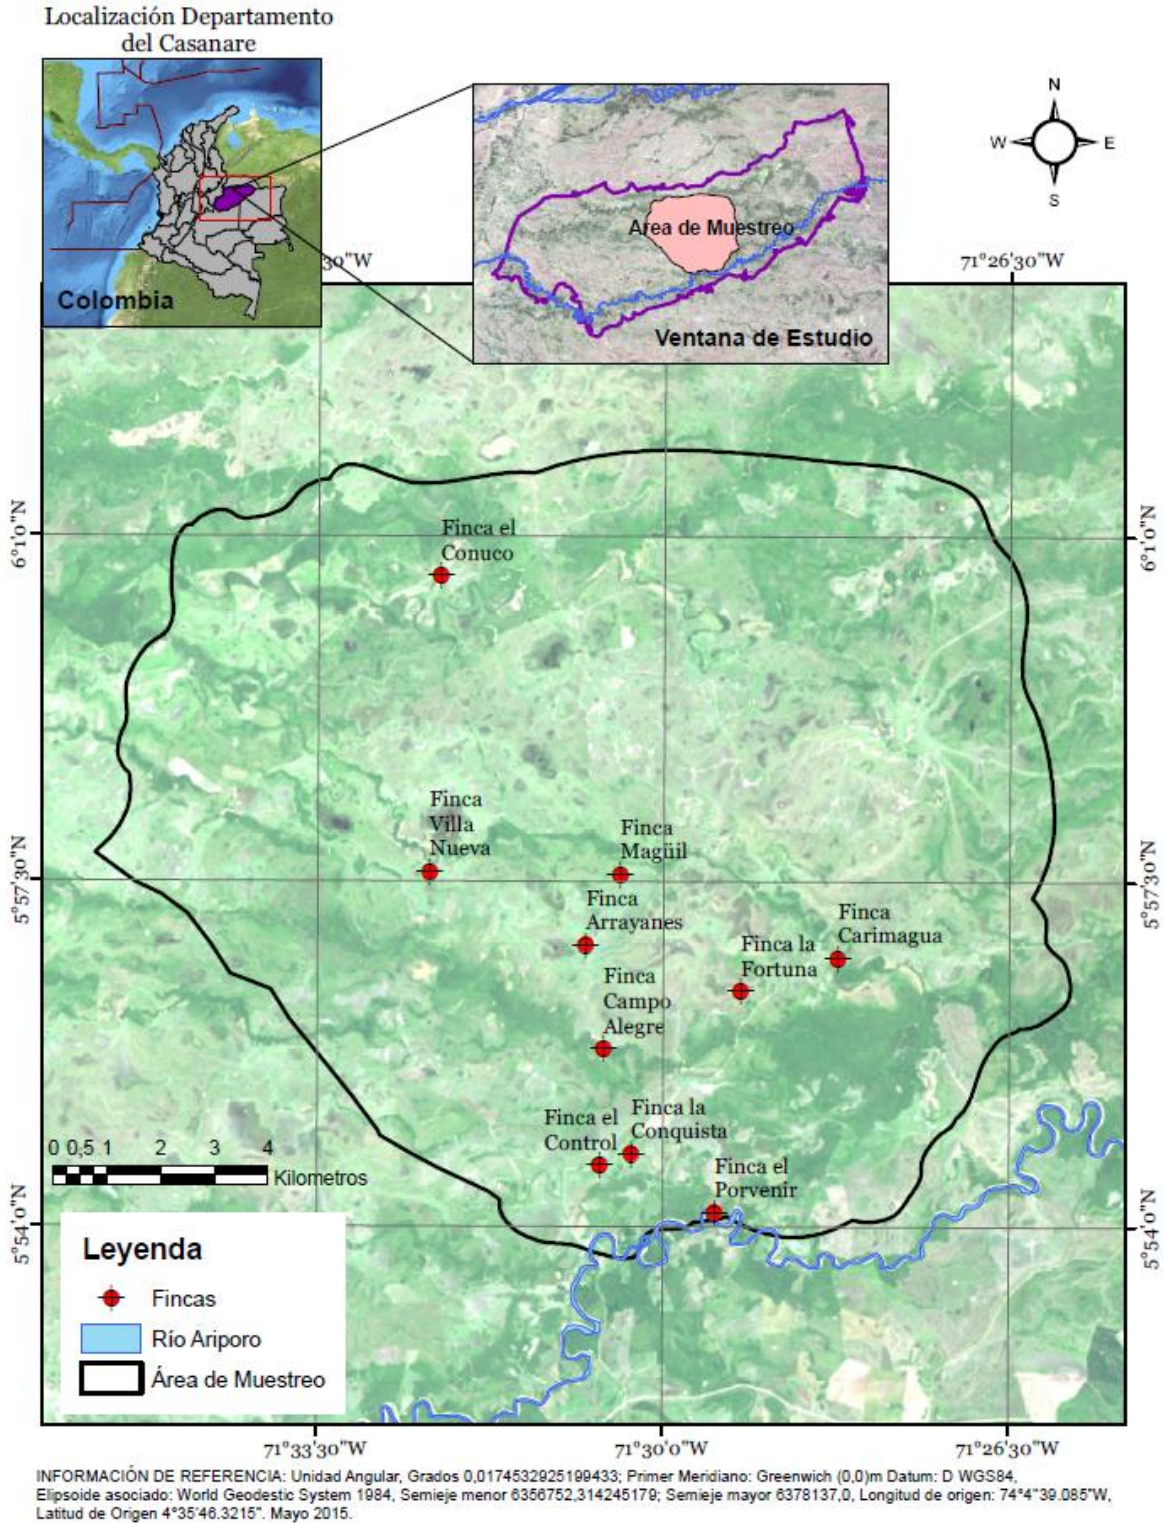 Localización Departamento
del Casanare
Colombia
Area de Muestreo
Ventana de Estudio
N
W
E
S
30"W
71°26'30"W
6°1'0"N
6°1'0"N
Finca el
Conuco
Finca
Villa
Nueva
Finca
Magüil
5°57'30"N
5°57'30"N
Finca
Arrayanes
Finca
Carimagua
Finca la
Fortuna
Finca
Campo
Alegre
Finca el
Control
Finca la
Conquista
Finca el
Porvenir
0 0,5 1 2 3 4
Kilometros
5°54'0"N
5°54'0"N
Leyenda
Fincas
Río Ariporo
Área de Muestreo
71°33'30"W
71°30'0"W
71°26'30"W
INFORMACIÓN DE REFERENCIA: Unidad Angular, Grados 0,0174532925199433; Primer Meridiano: Greenwich (0,0)m Datum: D WGS84,
Elipsoide asociado: World Geodestic System 1984, Semieje menor 6356752,314245179; Semieje mayor 6378137,0, Longitud de origen: 74°4"39.085"W,
Latitud de Origen 4°35'46.3215". Mayo 2015.